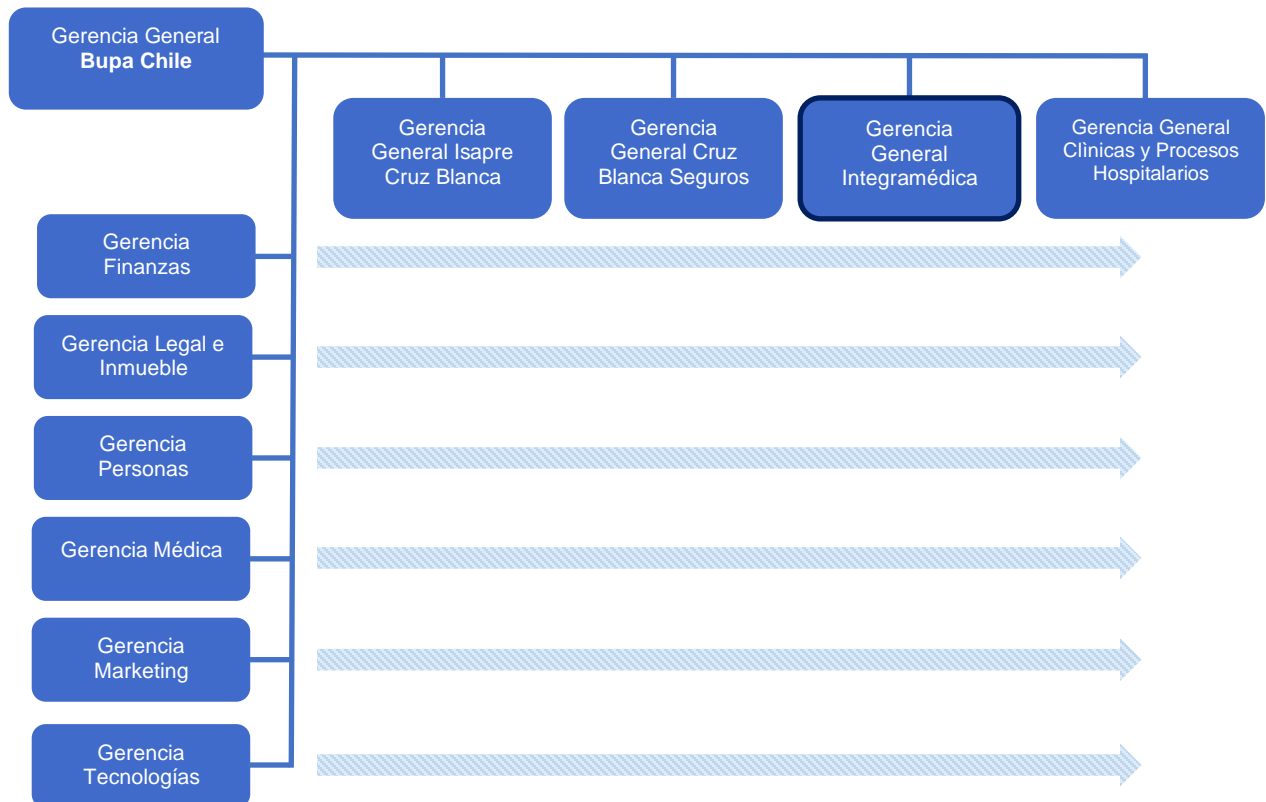 Gerencia General
Bupa Chile
Gerencia
General Isapre
Cruz Blanca
Gerencia
General Cruz
Blanca Seguros
Gerencia
General
Integramédica
Gerencia General
Clìnicas y Procesos
Hospitalarios
Gerencia
Finanzas
Gerencia Legal e
Inmueble
Gerencia
Personas
Gerencia Médica
Gerencia
Marketing
Gerencia
Tecnologías